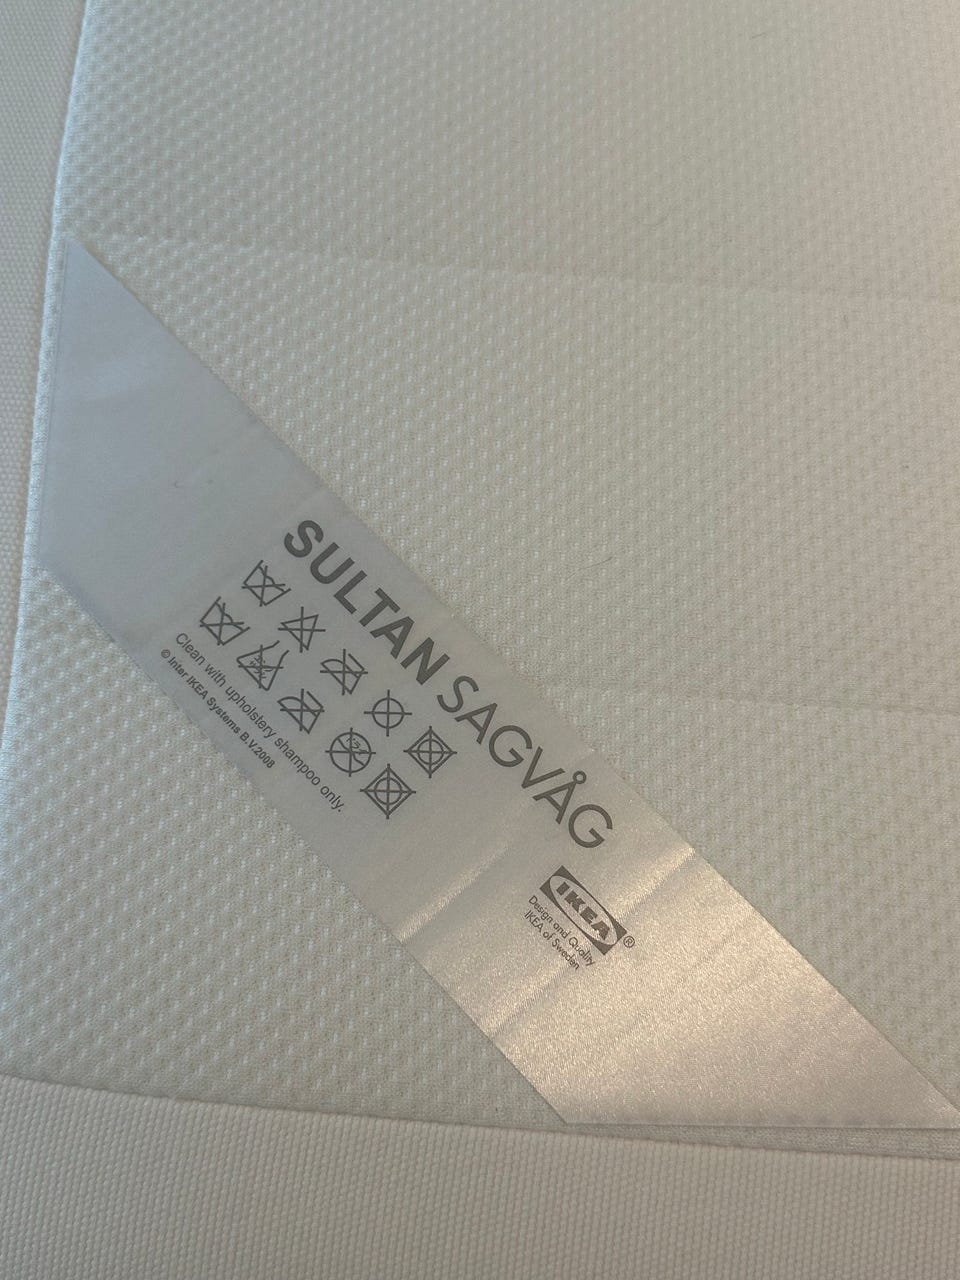 SULTAN SAGVÅG
Clean with upholstery shampoo only.
© Inter IKEA Systems B.V.2008
IKEA®
Design and Quality
IKEA of Sweden